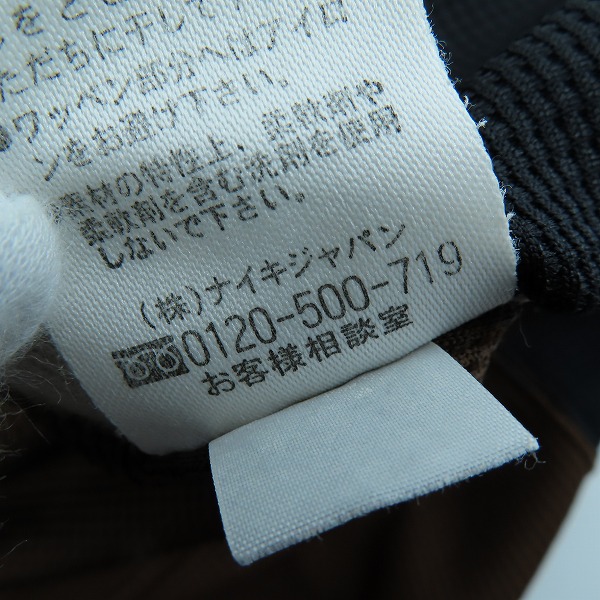 ただちに干して下
●ワッペン部分へはアイロ
ンをお避け下さい。
素材の特性上、柔軟剤や
柔軟剤を含む洗剤を使用
しないで下さい。
(株)ナイキジャパン
0120-500-719
お客様相談室